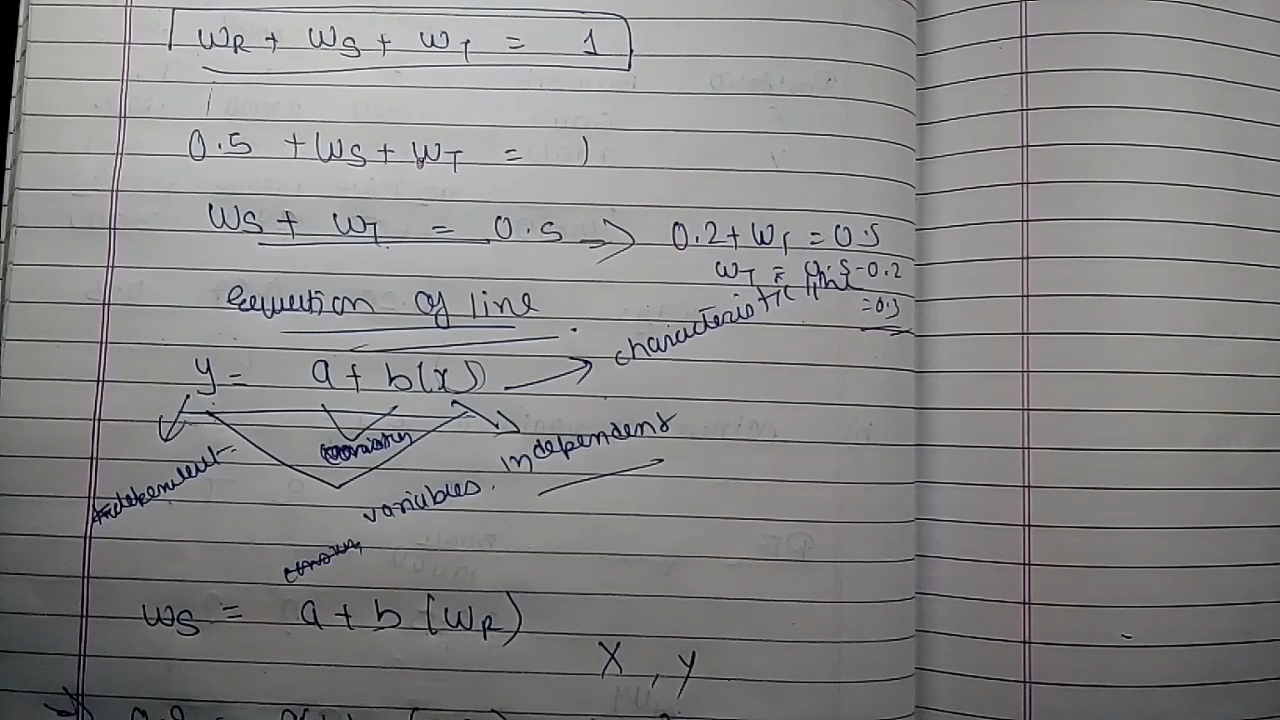 WR + WS + WT = 1
0.5 + WS + WT = 1
WS + WT = 0.5 => 0.2 + WT = 0.5
WT = 0.5 - 0.2
= 0.3
Equation of line
characteristic line
y = a + b(x)
dependent
variables.
independent
WS = a + b (WR)
X, Y